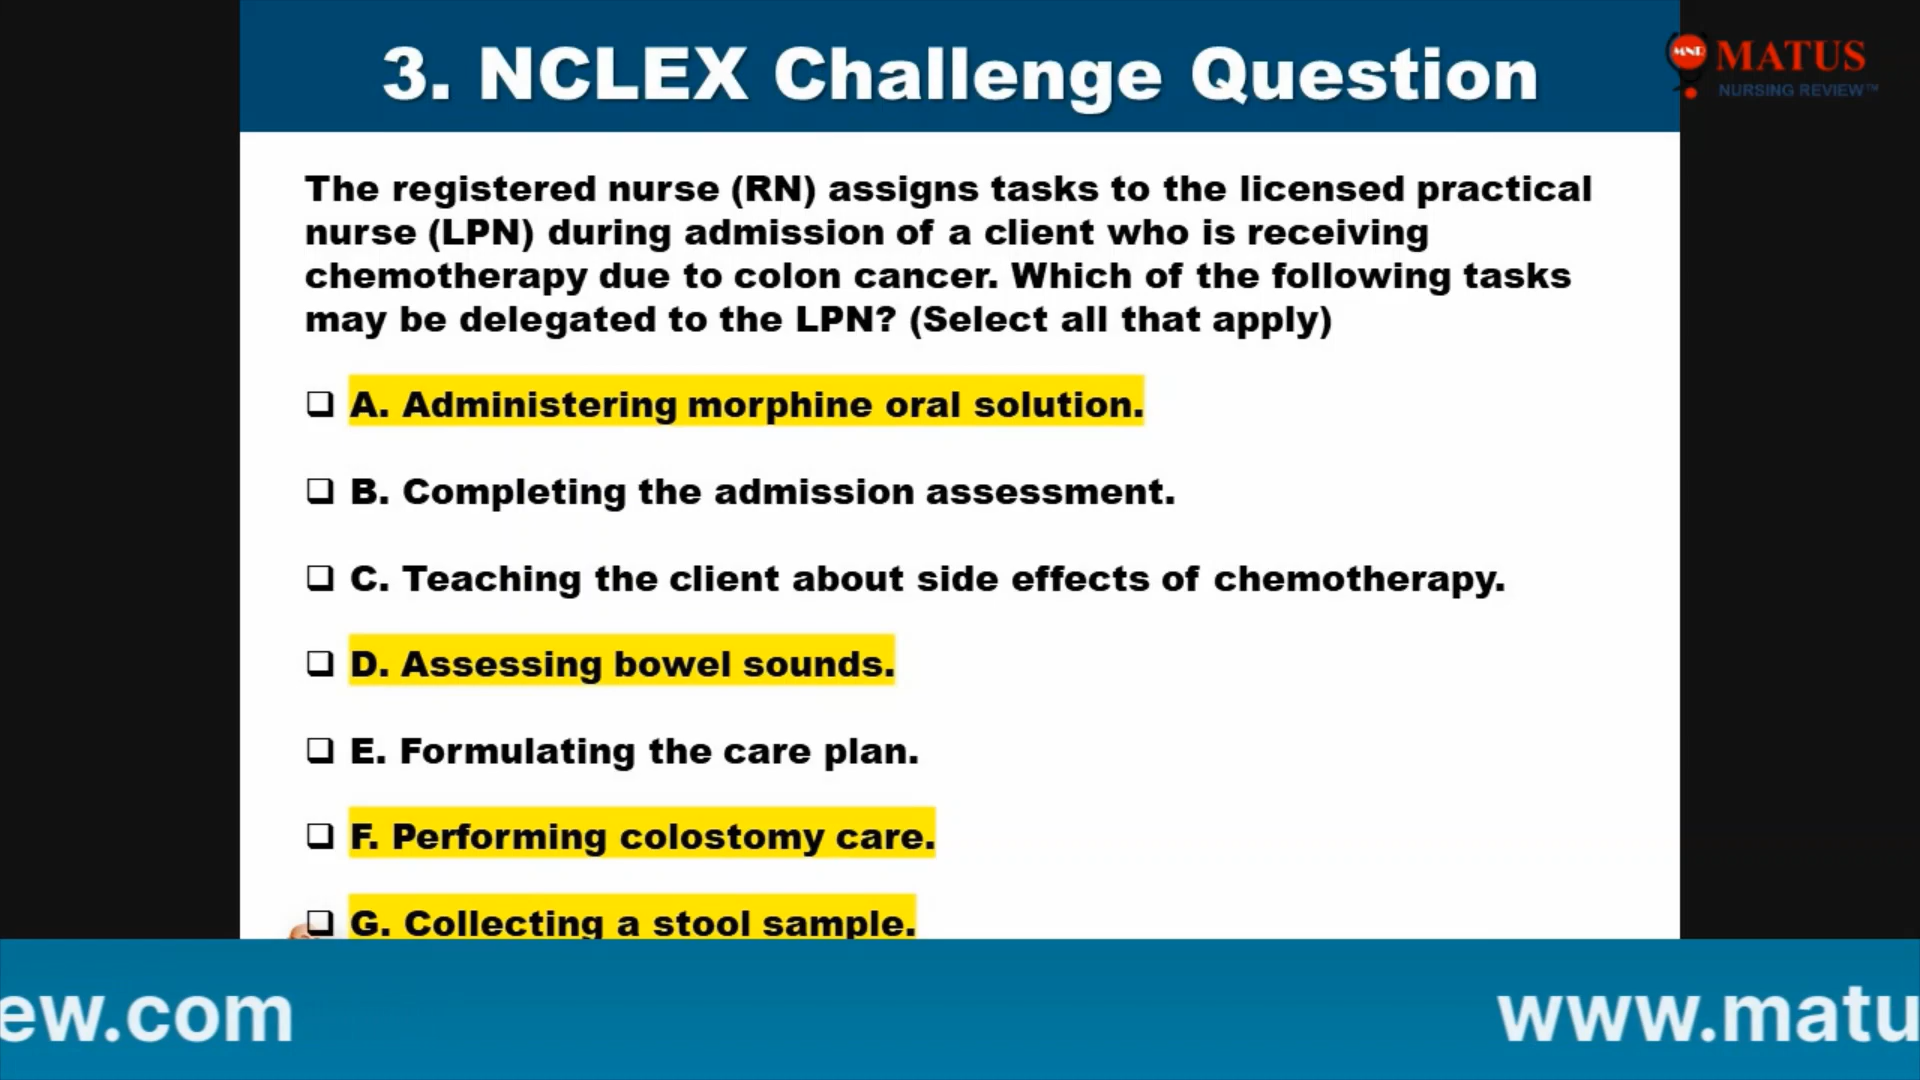 3. NCLEX Challenge Question
MNR
MATUS
NURSING REVIEW™
The registered nurse (RN) assigns tasks to the licensed practical
nurse (LPN) during admission of a client who is receiving
chemotherapy due to colon cancer. Which of the following tasks
may be delegated to the LPN? (Select all that apply)
❑ A. Administering morphine oral solution.
❑ B. Completing the admission assessment.
❑ C. Teaching the client about side effects of chemotherapy.
❑ D. Assessing bowel sounds.
❑ E. Formulating the care plan.
❑ F. Performing colostomy care.
❑ G. Collecting a stool sample.
ew.com
www.matu